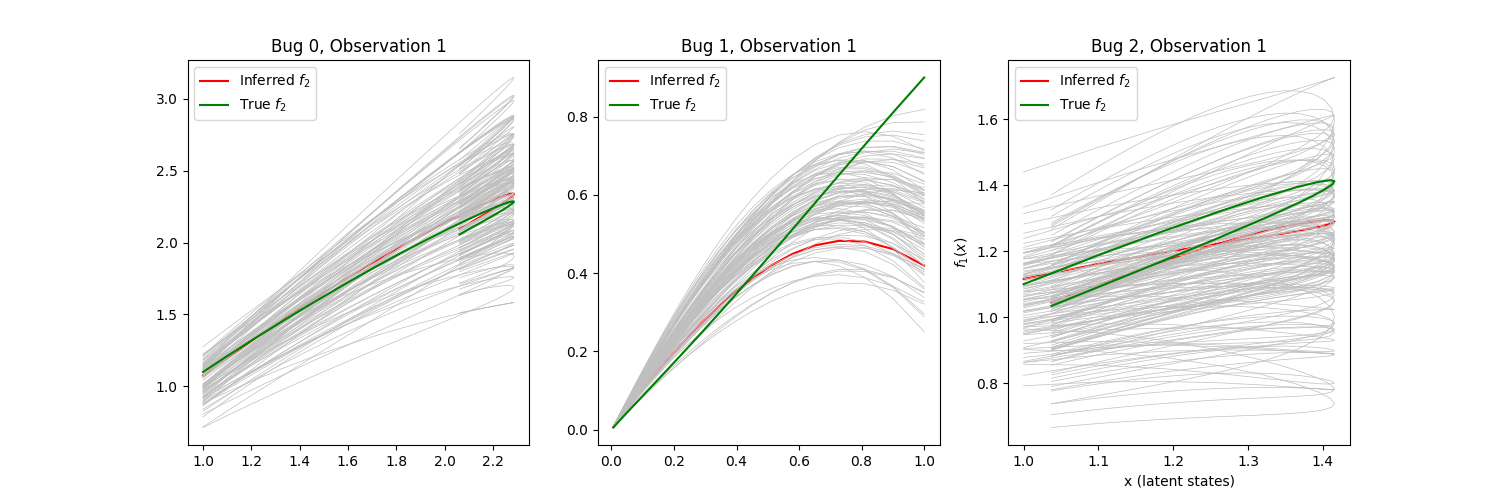 Bug 0, Observation 1
Inferred f₂
True f₂
3.0
2.5
2.0
1.5
1.0
1.0 1.2 1.4 1.6 1.8 2.0 2.2
Bug 1, Observation 1
Inferred f₂
True f₂
0.8
0.6
0.4
0.2
0.0
0.0 0.2 0.4 0.6 0.8 1.0
Bug 2, Observation 1
Inferred f₂
True f₂
f₁(x)
1.6
1.4
1.2
1.0
0.8
1.0 1.1 1.2 1.3 1.4
x (latent states)